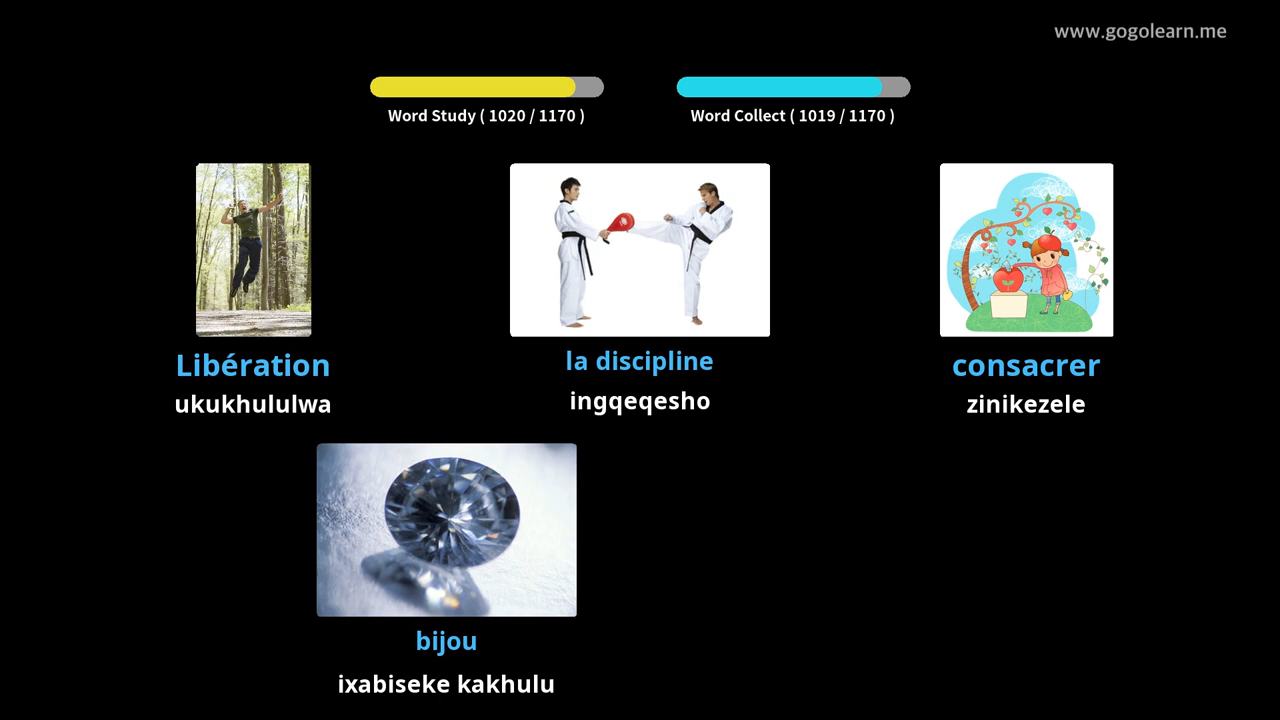 www.gogolearn.me
Word Study ( 1020 / 1170 )
Word Collect ( 1019 / 1170 )
Libération
ukukhululwa
la discipline
ingqeqesho
consacrer
zinikezele
bijou
ixabiseke kakhulu